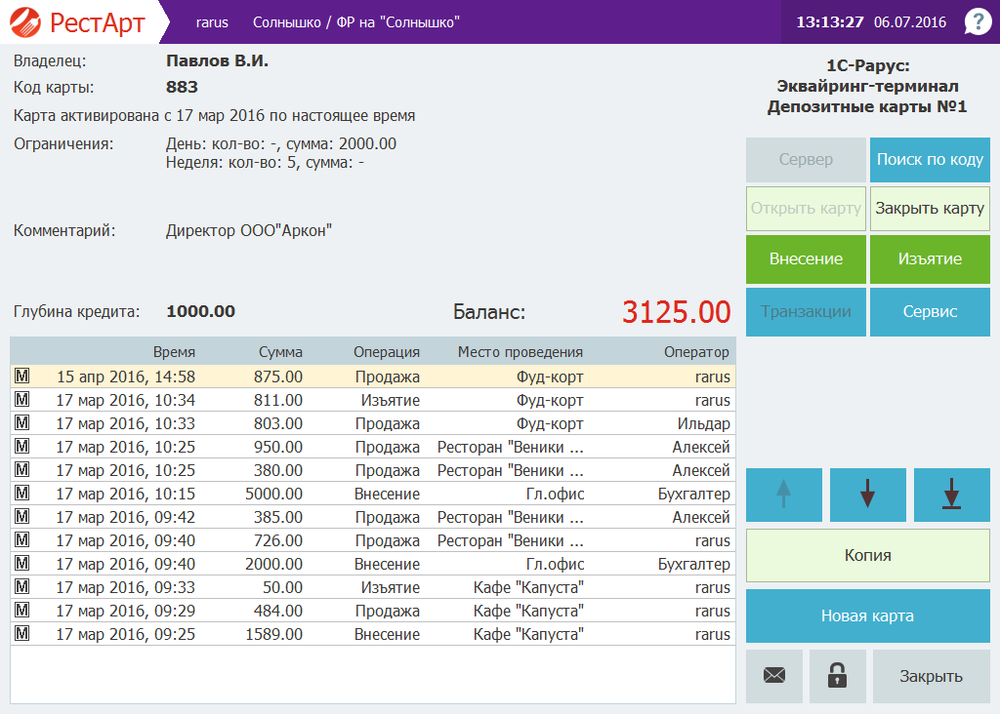 РестАрт rarus Солнышко / ФР на "Солнышко" 13:13:27 06.07.2016 ?
Владелец: Павлов В.И.
Код карты: 883
Карта активирована с 17 мар 2016 по настоящее время
Ограничения: День: кол-во: -, сумма: 2000.00
Неделя: кол-во: 5, сумма: -
Комментарий: Директор ООО"Аркон"
Глубина кредита: 1000.00 Баланс: 3125.00
Время Сумма Операция Место проведения Оператор
M 15 апр 2016, 14:58 875.00 Продажа Фуд-корт rarus
M 17 мар 2016, 10:34 811.00 Изъятие Фуд-корт rarus
M 17 мар 2016, 10:33 803.00 Продажа Фуд-корт Ильдар
M 17 мар 2016, 10:25 950.00 Продажа Ресторан "Веники ... Алексей
M 17 мар 2016, 10:25 380.00 Продажа Ресторан "Веники ... Алексей
M 17 мар 2016, 10:15 5000.00 Внесение Гл.офис Бухгалтер
M 17 мар 2016, 09:42 385.00 Продажа Ресторан "Веники ... Алексей
M 17 мар 2016, 09:40 726.00 Продажа Ресторан "Веники ... rarus
M 17 мар 2016, 09:40 2000.00 Внесение Гл.офис Бухгалтер
M 17 мар 2016, 09:33 50.00 Изъятие Кафе "Капуста" rarus
M 17 мар 2016, 09:29 484.00 Продажа Кафе "Капуста" rarus
M 17 мар 2016, 09:25 1589.00 Внесение Кафе "Капуста" rarus
1С-Рарус:
Эквайринг-терминал
Депозитные карты №1
Сервер Поиск по коду
Открыть карту Закрыть карту
Внесение Изъятие
Транзакции Сервис
Копия
Новая карта
Закрыть